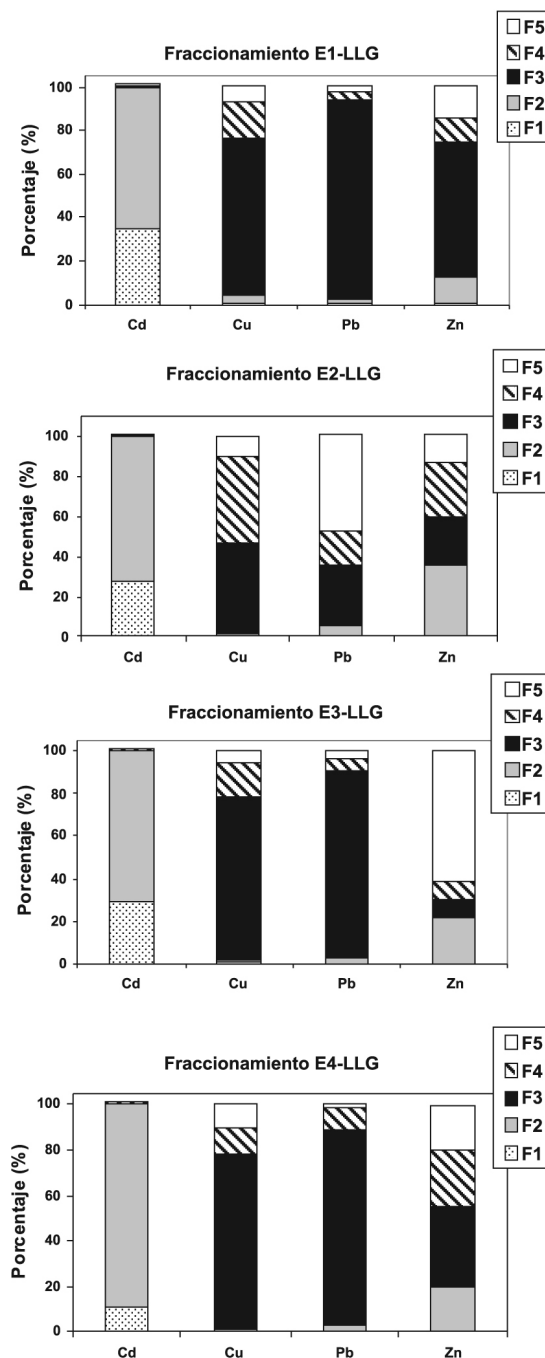 Fraccionamiento E1-LLG
F5
F4
F3
F2
F1
Porcentaje (%)
100
80
60
40
20
0
Cd Cu Pb Zn
Fraccionamiento E2-LLG
F5
F4
F3
F2
F1
Porcentaje (%)
100
80
60
40
20
0
Cd Cu Pb Zn
Fraccionamiento E3-LLG
F5
F4
F3
F2
F1
Porcentaje (%)
100
80
60
40
20
0
Cd Cu Pb Zn
Fraccionamiento E4-LLG
F5
F4
F3
F2
F1
Porcentaje (%)
100
80
60
40
20
0
Cd Cu Pb Zn